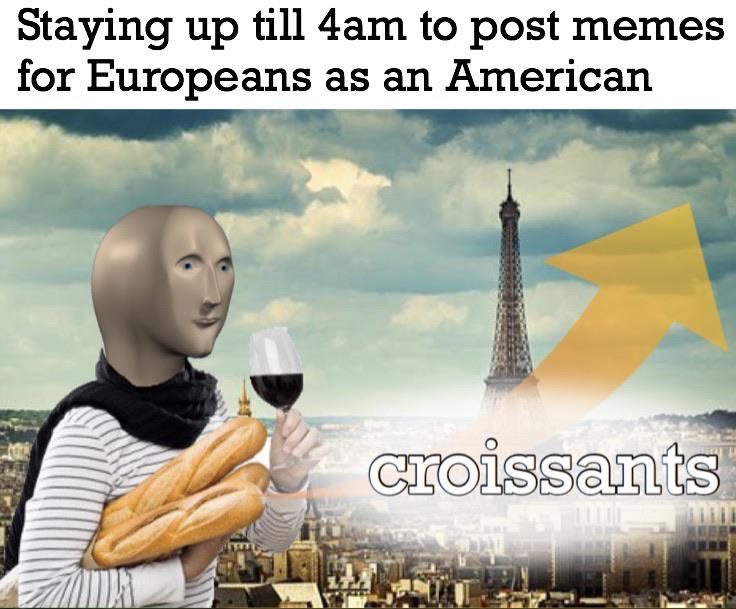 Staying up till 4am to post memes
for Europeans as an American
croissants